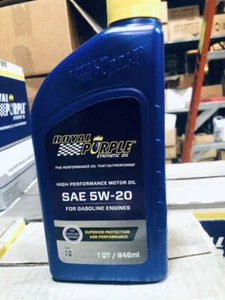 ROYAL
PURPLE
SYNTHETIC OIL
THE PERFORMANCE OIL THAT OUTPERFORMS
HIGH PERFORMANCE MOTOR OIL
SAE 5W-20
FOR GASOLINE ENGINES
SUPERIOR PROTECTION
AND PERFORMANCE
1 QT / 946ml